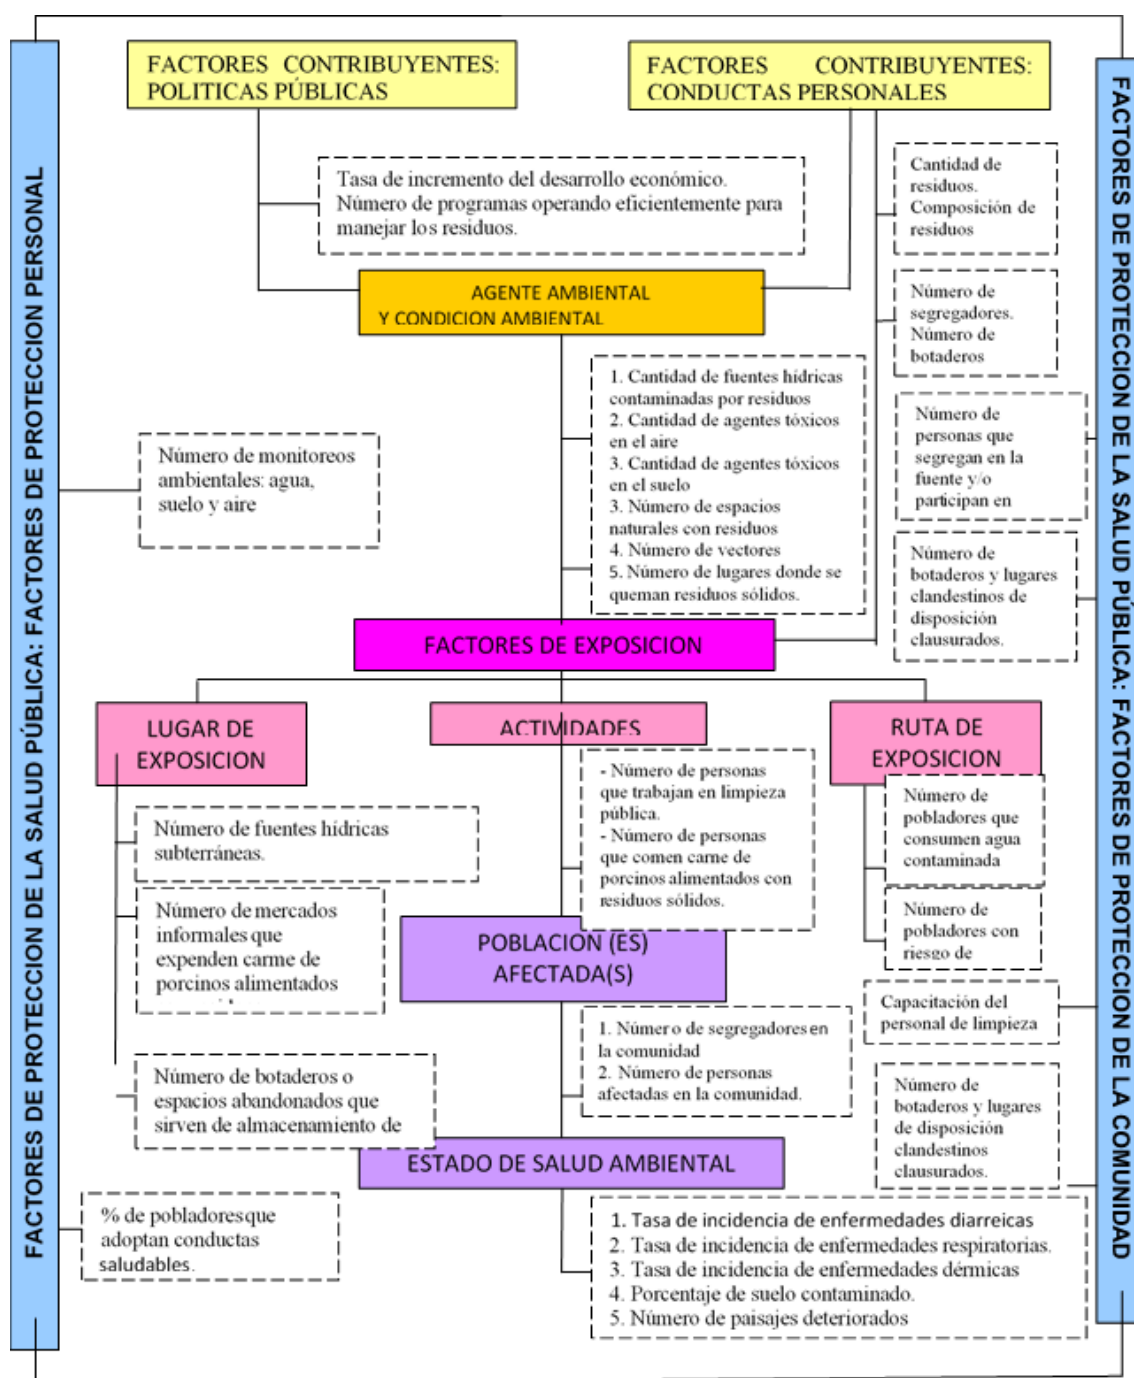 FACTORES DE PROTECCION DE LA SALUD PÚBLICA: FACTORES DE PROTECCION PERSONAL
FACTORES CONTRIBUYENTES:
POLITICAS PÚBLICAS
FACTORES CONTRIBUYENTES:
CONDUCTAS PERSONALES
FACTORES DE PROTECCION DE LA SALUD PÚBLICA: FACTORES DE PROTECCION DE LA COMUNIDAD
Tasa de incremento del desarrollo económico.
Número de programas operando eficientemente para
manejar los residuos.
Cantidad de
residuos.
Composición de
residuos
AGENTE AMBIENTAL
Y CONDICION AMBIENTAL
Número de
segregadores.
Número de
botaderos
1. Cantidad de fuentes hídricas
contaminadas por residuos
2. Cantidad de agentes tóxicos
en el aire
3. Cantidad de agentes tóxicos
en el suelo
3. Número de espacios
naturales con residuos
4. Número de vectores
5. Número de lugares donde se
queman residuos sólidos.
Número de
personas que
segregan en la
fuente y/o
participan en
Número de monitoreos
ambientales: agua,
suelo y aire
Número de
botaderos y lugares
clandestinos de
disposición
clausurados.
FACTORES DE EXPOSICION
LUGAR DE
EXPOSICION
ACTIVIDADES
RUTA DE
EXPOSICION
Número de fuentes hídricas
subterráneas.
Número de mercados
informales que
expenden carme de
porcinos alimentados
Número de botaderos o
espacios abandonados que
sirven de almacenamiento de
- Número de personas
que trabajan en limpieza
pública.
- Número de personas
que comen carne de
porcinos alimentados con
residuos sólidos.
Número de
pobladores que
consumen agua
contaminada
Número de
pobladores con
riesgo de
POBLACION (ES)
AFECTADA(S)
Capacitación del
personal de limpieza
1. Número de segregadores en
la comunidad
2. Número de personas
afectadas en la comunidad.
Número de
botaderos y lugares
de disposición
clandestinos
clausurados.
ESTADO DE SALUD AMBIENTAL
% de pobladores que
adoptan conductas
saludables.
1. Tasa de incidencia de enfermedades diarreicas
2. Tasa de incidencia de enfermedades respiratorias.
3. Tasa de incidencia de enfermedades dérmicas
4. Porcentaje de suelo contaminado.
5. Número de paisajes deteriorados